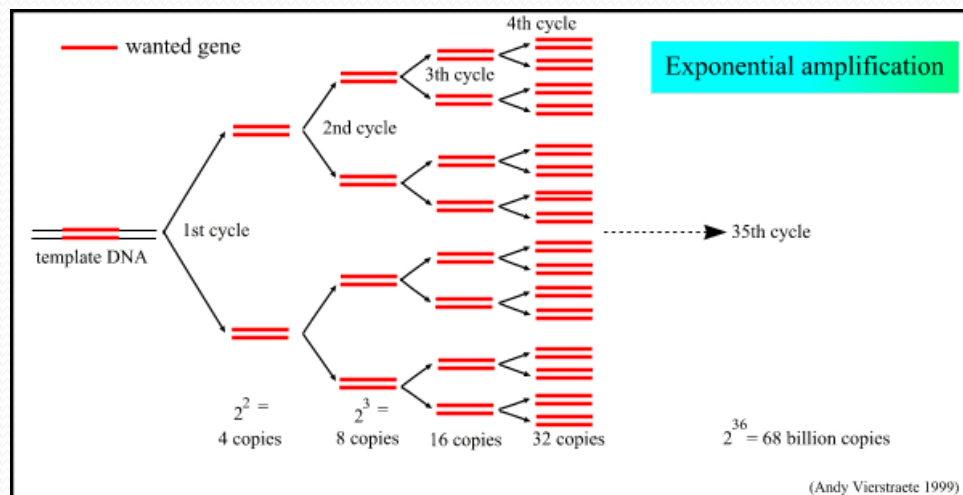 4th cycle
wanted gene
Exponential amplification
3th cycle
2nd cycle
1st cycle
35th cycle
template DNA
2^2 =
4 copies
2^3 =
8 copies
16 copies
32 copies
2^36 = 68 billion copies
(Andy Vierstraete 1999)